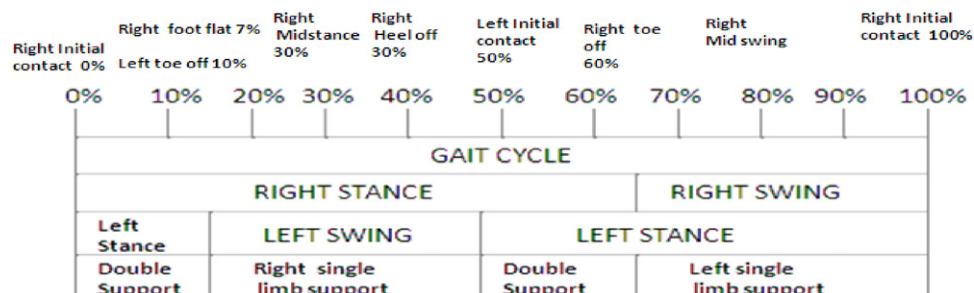 Right Initial
contact 0%
Right foot flat 7%
Left toe off 10%
Right
Midstance
30%
Right
Heel off
30%
Left Initial
contact
50%
Right toe
off
60%
Right
Mid swing
Right Initial
contact 100%
0% 10% 20% 30% 40% 50% 60% 70% 80% 90% 100%
GAIT CYCLE
RIGHT STANCE RIGHT SWING
Left
Stance
LEFT SWING LEFT STANCE
Double
Support
Right single
limb support
Double
Support
Left single
limb support